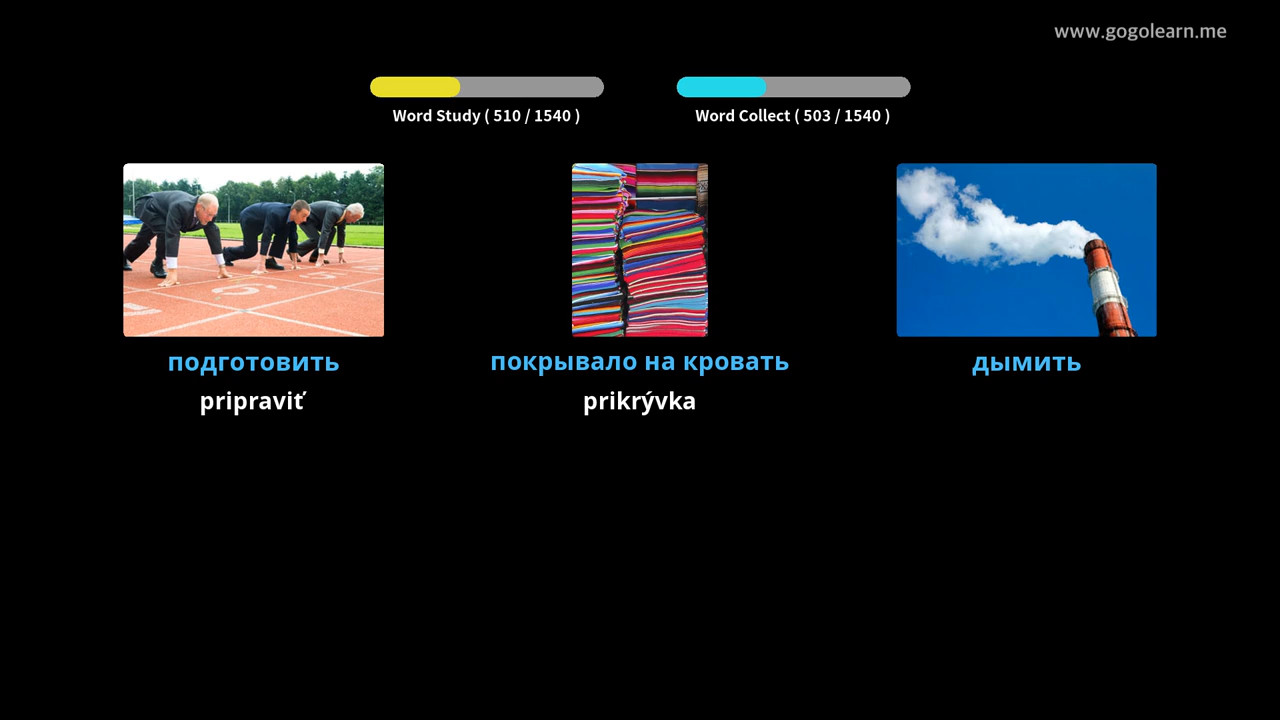 www.gogolearn.me
Word Study ( 510 / 1540 )
Word Collect ( 503 / 1540 )
подготовить
покрывало на кровать
дымить
pripraviť
prikrývka